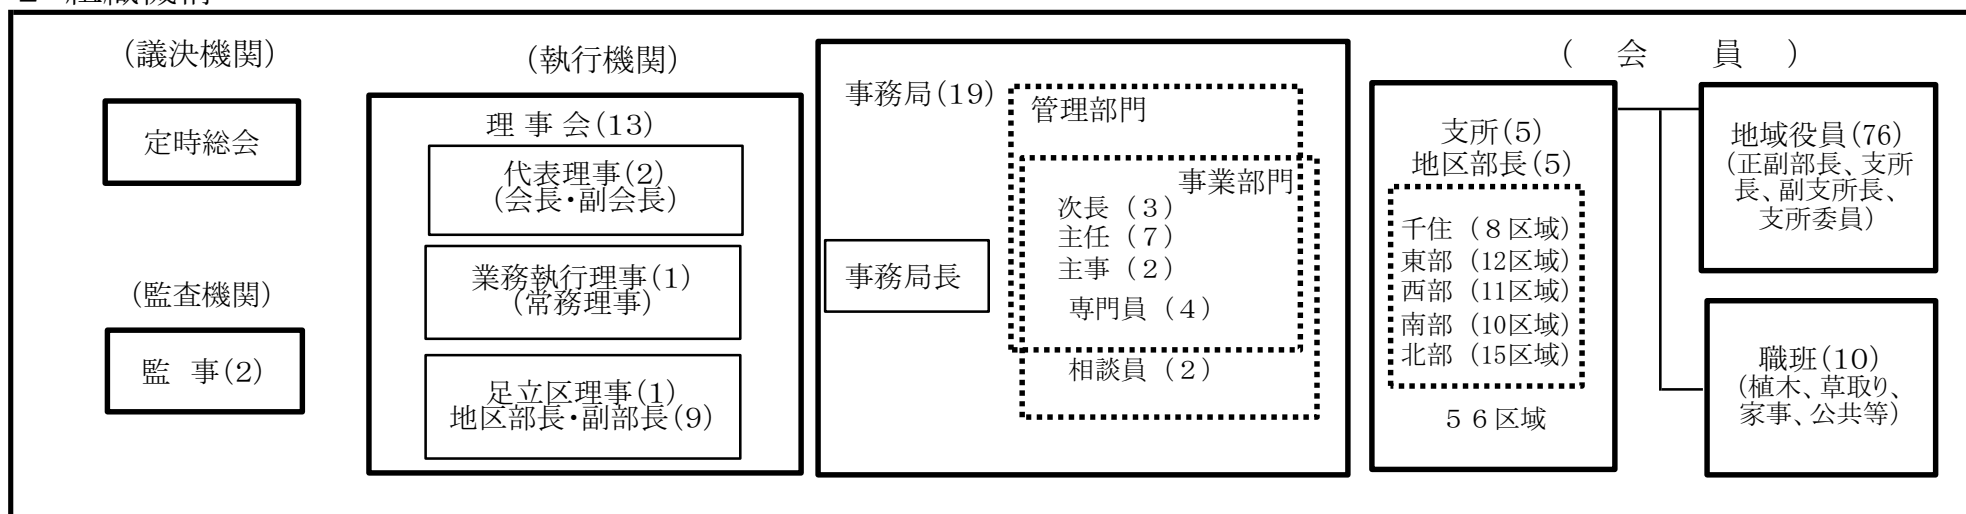 (議決機関)
定時総会
(監査機関)
監 事(2)
(執行機関)
理 事 会(13)
代表理事(2)
(会長・副会長)
業務執行理事(1)
(常務理事)
足立区理事(1)
地区部長・副部長(9)
事務局(19)
事務局長
管理部門
事業部門
次長（３）
主任（７）
主事（２）
専門員（４）
相談員（２）
(　会　員　)
支所(5)
地区部長(5)
千住（８区域)
東部（12区域)
西部（11区域)
南部（10区域)
北部（15区域)
５６区域
地域役員(76)
(正副部長、支所
長、副支所長、
支所委員)
職班(10)
(植木、草取り、
家事、公共等)